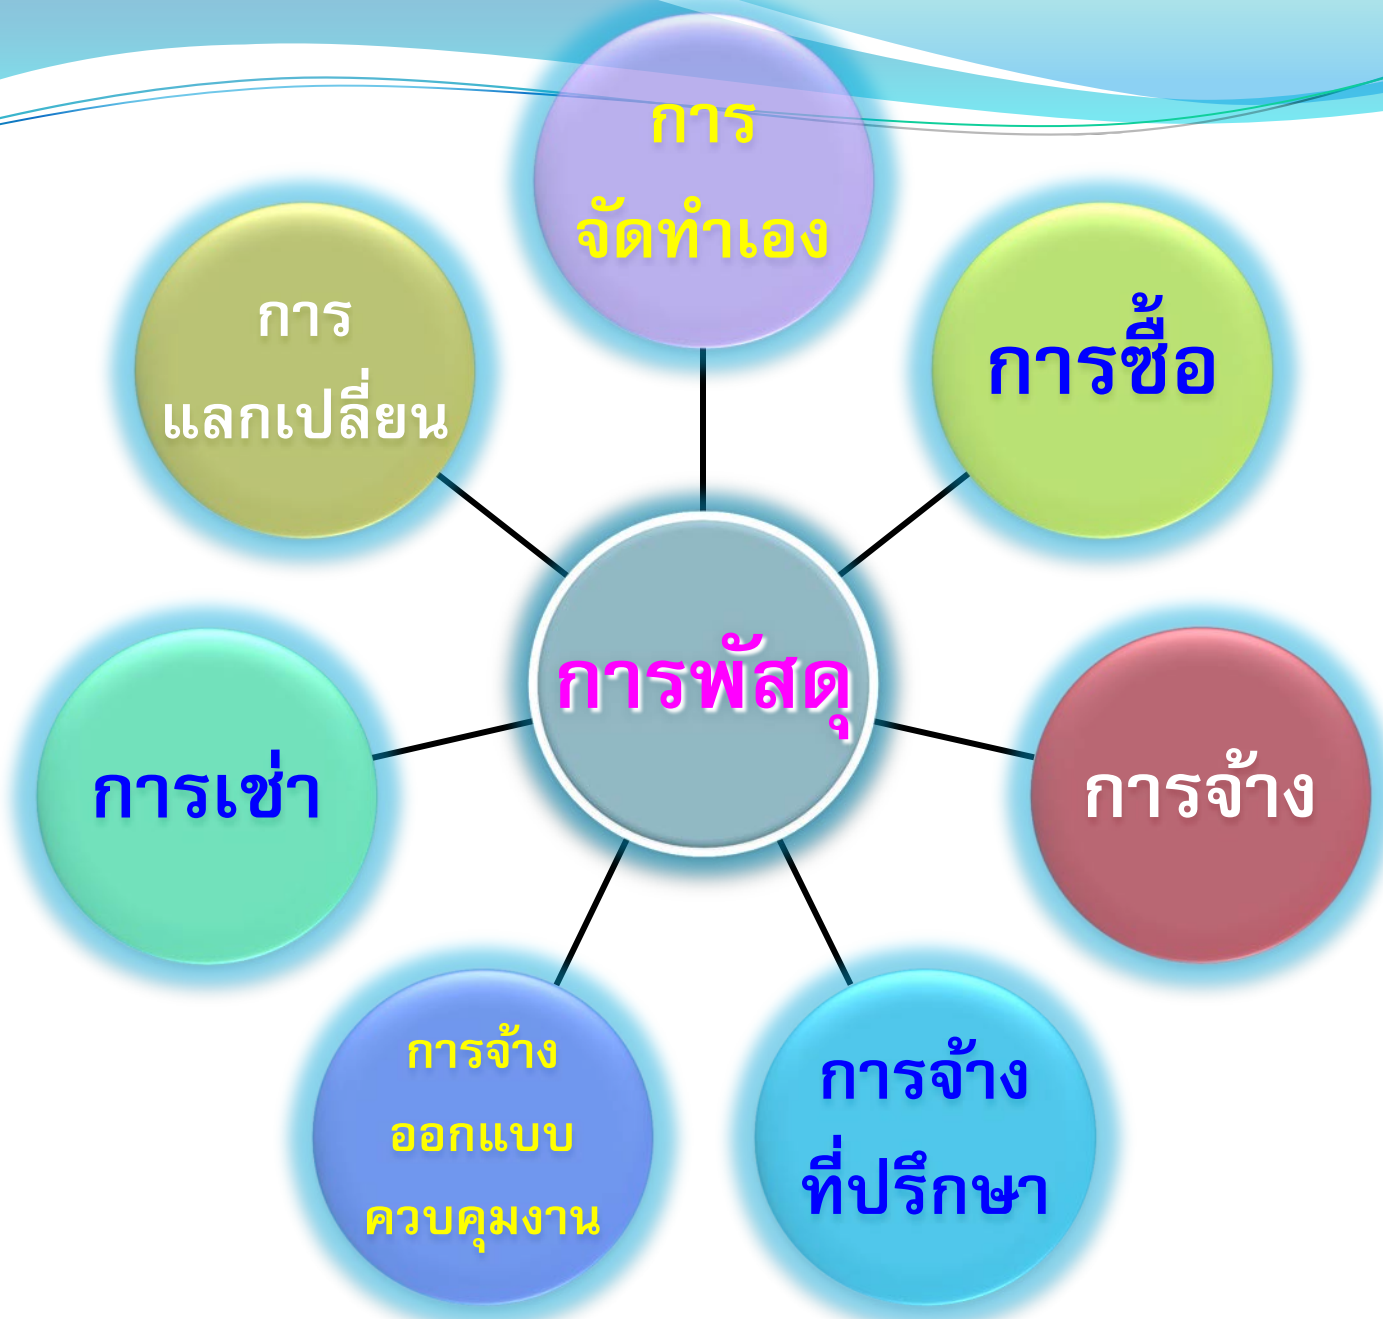 การ
จัดทำเอง
การซื้อ
การ
แลกเปลี่ยน
การพัสดุ
การเช่า
การจ้าง
การจ้าง
ออกแบบ
ควบคุมงาน
การจ้าง
ที่ปรึกษา